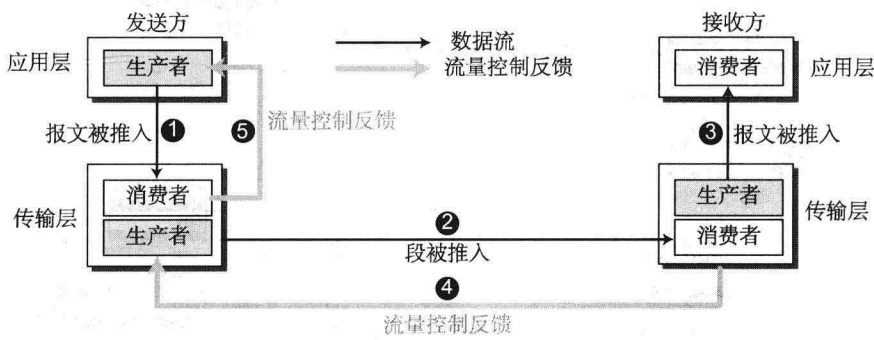 发送方
接收方
应用层
生产者
数据流
流量控制反馈
消费者
应用层
报文被推入
1
5
流量控制反馈
3
报文被推入
传输层
消费者
生产者
2
段被推入
生产者
消费者
传输层
4
流量控制反馈